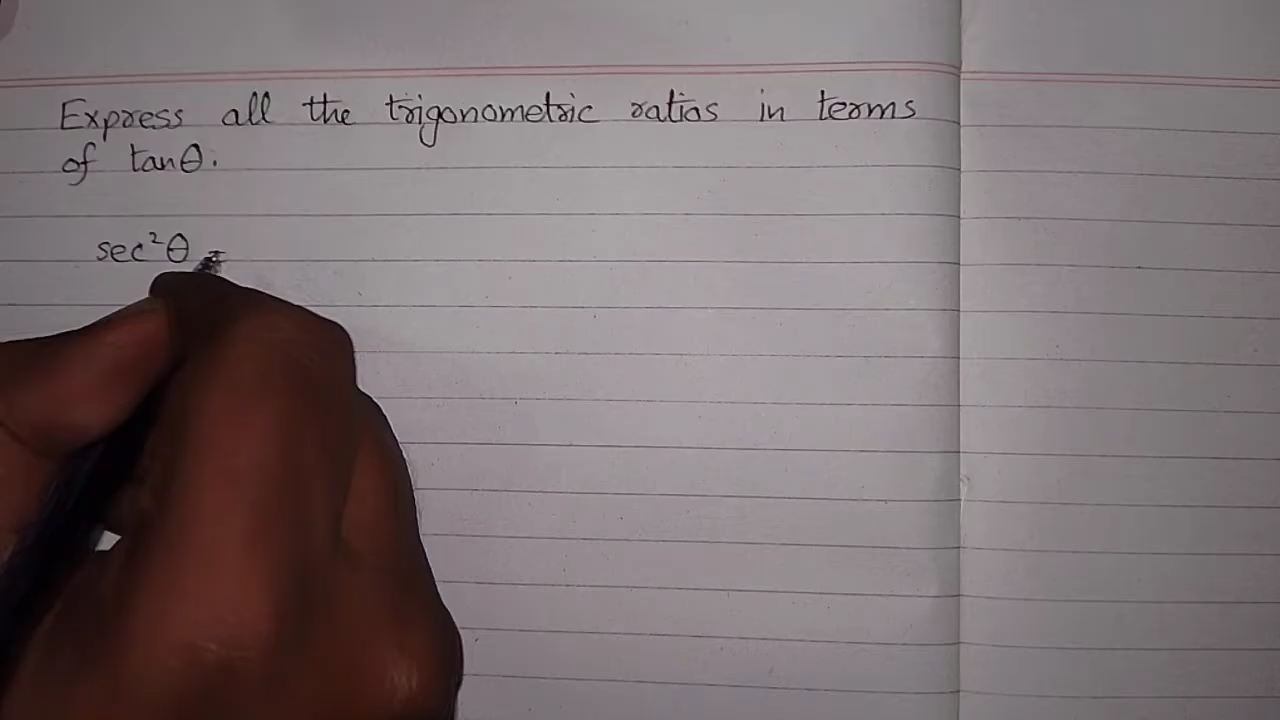 Express all the trigonometric ratios in terms
of tanθ.
sec²θ =